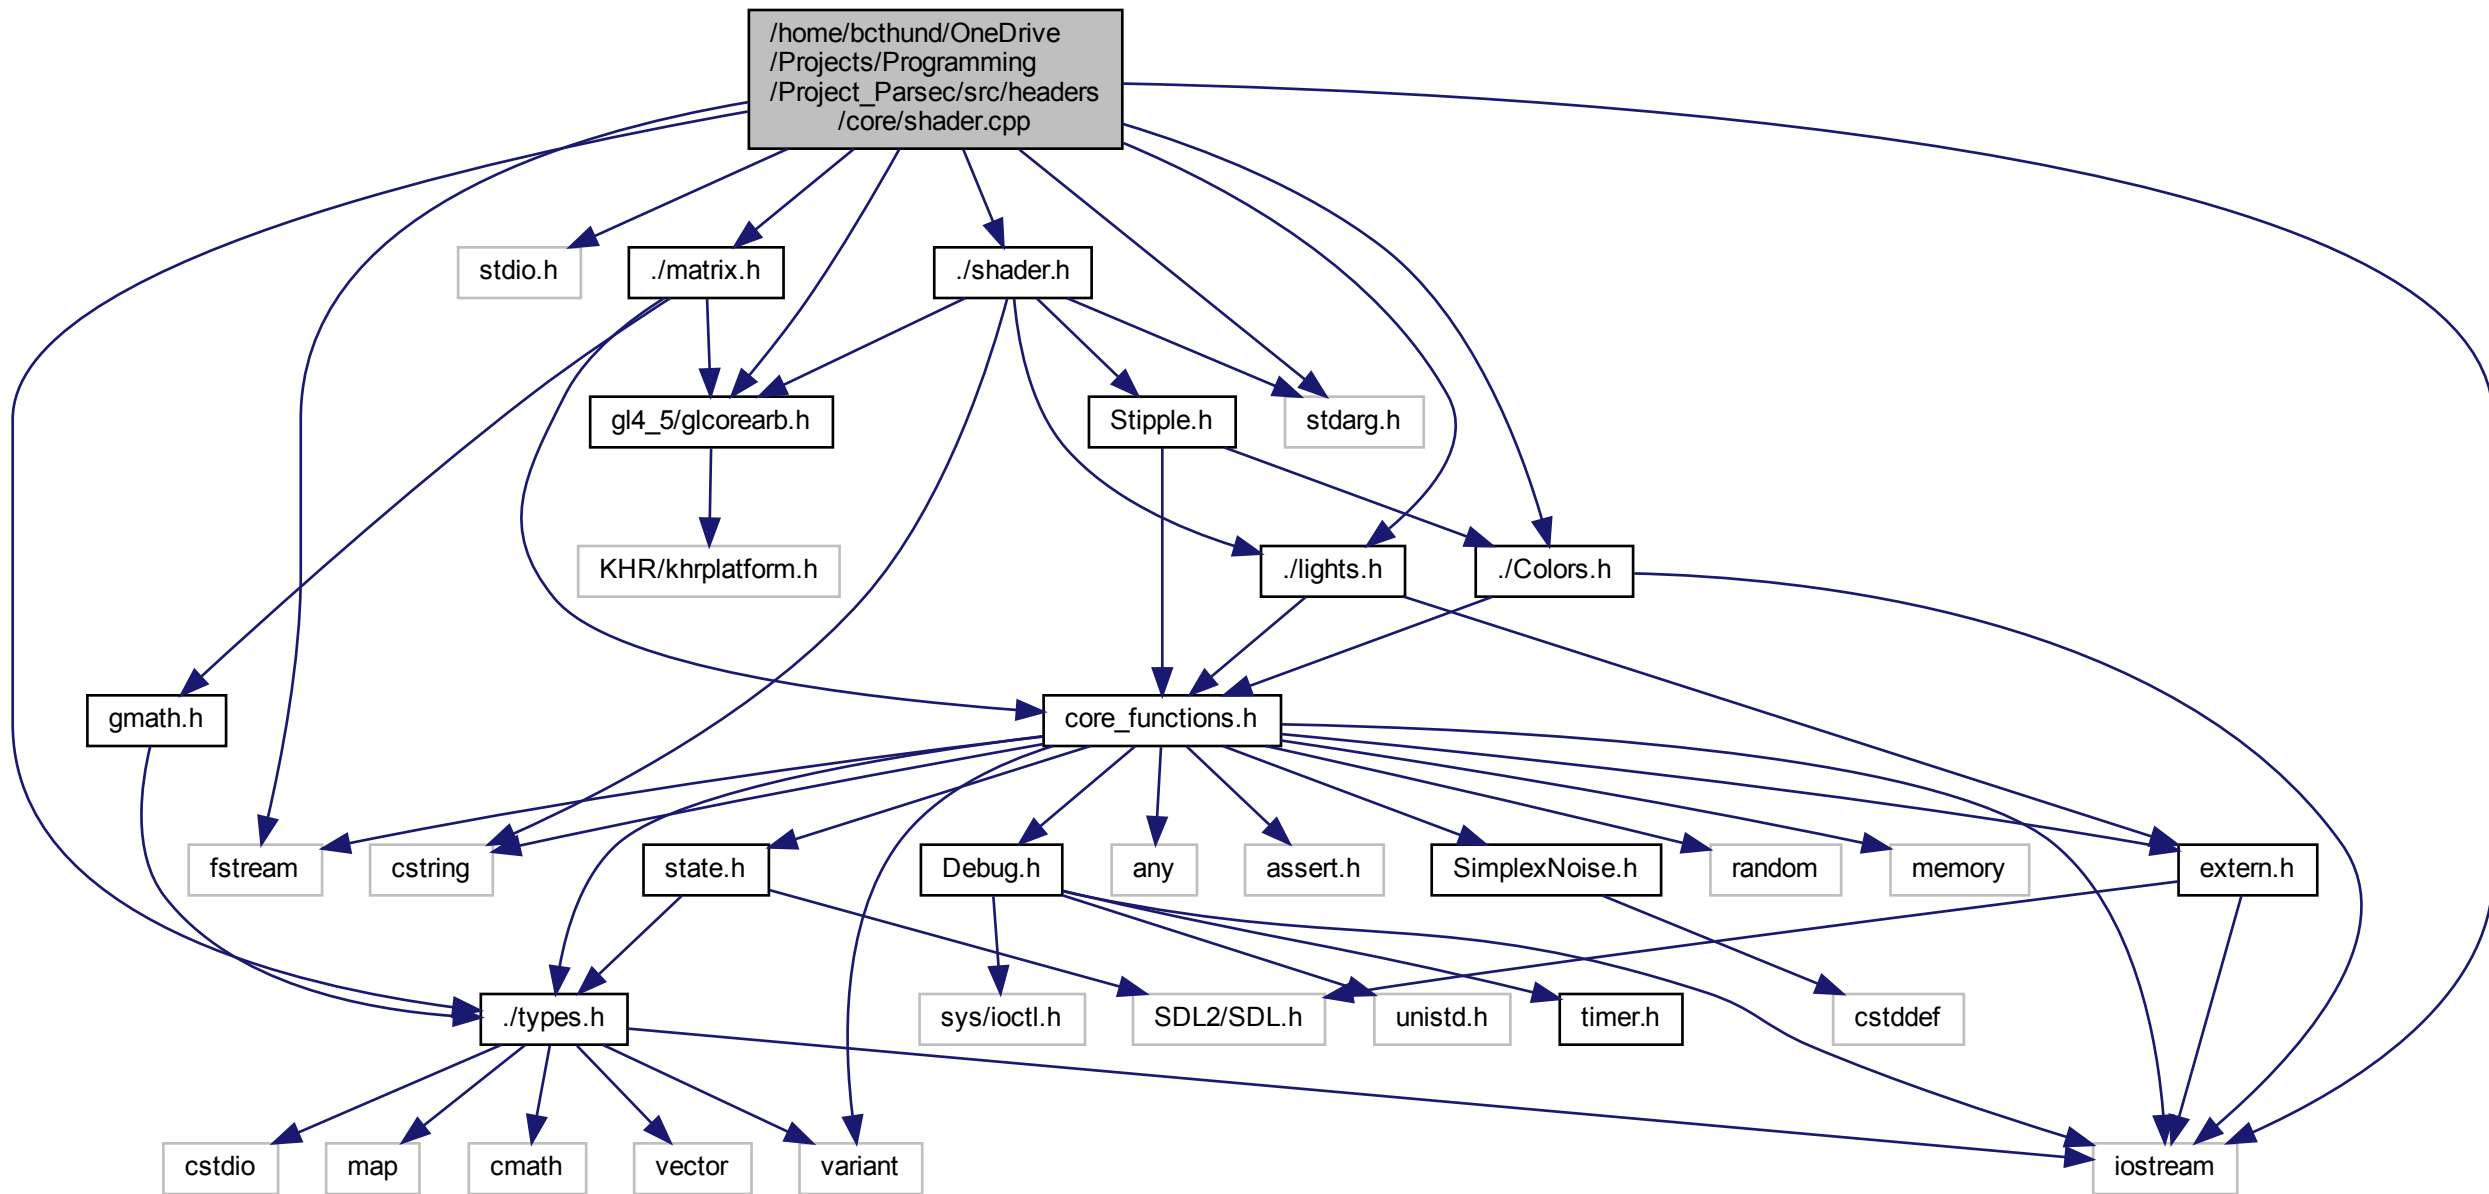 /home/bcthund/OneDrive
/Projects/Programming
/Project_Parsec/src/headers
/core/shader.cpp
stdio.h
./matrix.h
./shader.h
gl4_5/glcorearb.h
Stipple.h
stdarg.h
KHR/khrplatform.h
./lights.h
./Colors.h
gmath.h
core_functions.h
fstream
cstring
state.h
Debug.h
any
assert.h
SimplexNoise.h
random
memory
extern.h
./types.h
sys/ioctl.h
SDL2/SDL.h
unistd.h
timer.h
cstddef
cstdio
map
cmath
vector
variant
iostream